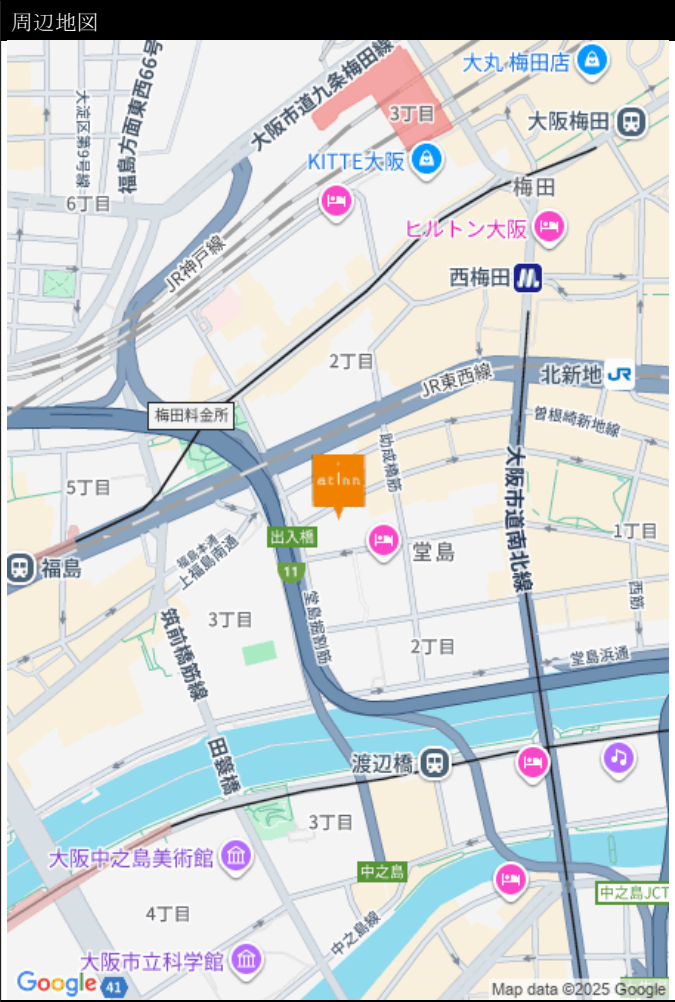 周辺地図
大阪市道九条梅田線
大丸 梅田店
福島方面東西66号
大淀区第9号線
3丁目
大阪梅田
KITTE大阪
梅田
6丁目
ヒルトン大阪
JR神戸線
西梅田
2丁目
JR東西線
北新地
JR
梅田料金所
曽根崎新地線
助成橋筋
大阪市道南北線
at inn
5丁目
出入橋
1丁目
福島本通
上福島南通
堂島
福島
11
堂島掘割筋
西筋
筑前橋筋線
3丁目
2丁目
堂島浜通
田簑橋
渡辺橋
3丁目
大阪中之島美術館
中之島
中之島JCT
4丁目
中之島線
大阪市立科学館
Google
41
Map data ©2025 Google